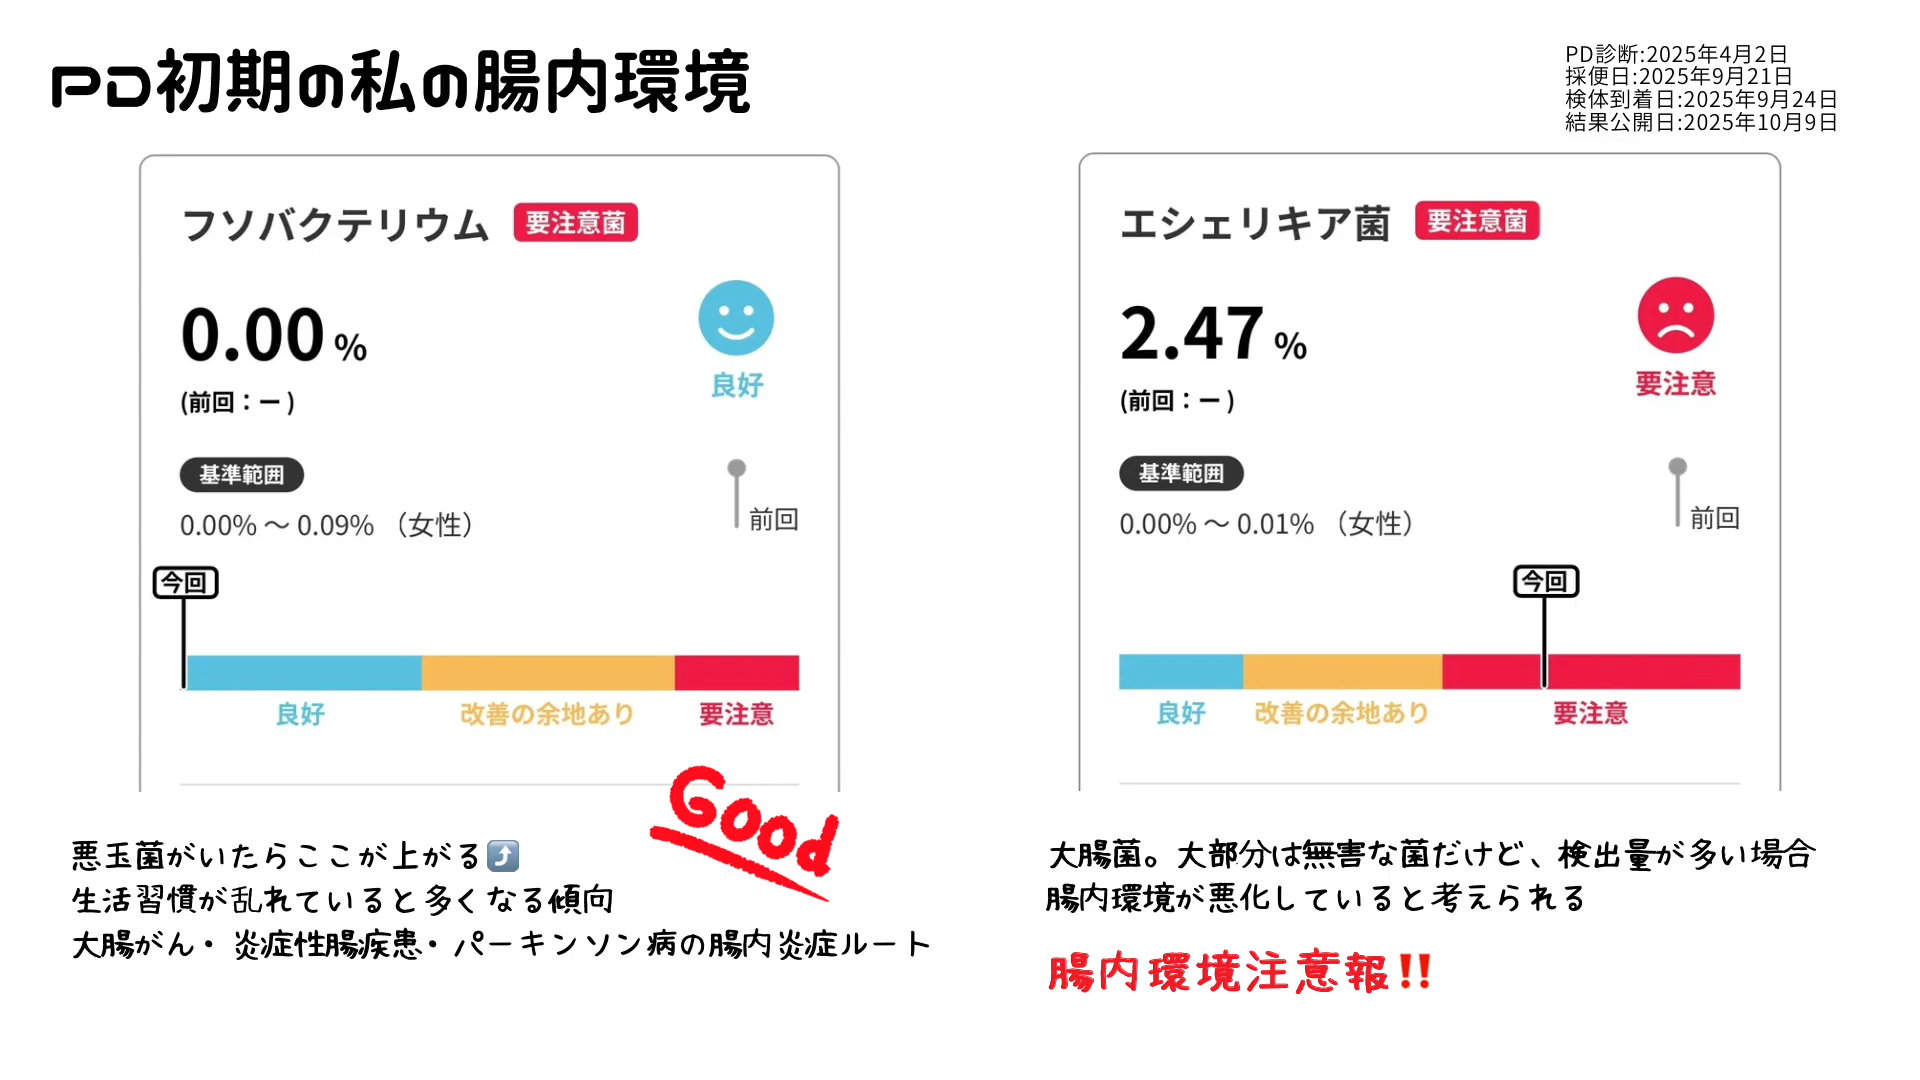 PD初期の私の腸内環境
PD診断:2025年4月2日
採便日:2025年9月21日
検体到着日:2025年9月24日
結果公開日:2025年10月9日
フソバクテリウム 要注意菌
0.00 %
良好
(前回：ー )
基準範囲
前回
0.00% ～ 0.09% （女性）
今回
良好 改善の余地あり 要注意
Good
悪玉菌がいたらここが上がる⤴️
生活習慣が乱れていると多くなる傾向
大腸がん・炎症性腸疾患・パーキンソン病の腸内炎症ルート
エシェリキア菌 要注意菌
2.47 %
要注意
(前回：ー )
基準範囲
前回
0.00% ～ 0.01% （女性）
今回
良好 改善の余地あり 要注意
大腸菌。大部分は無害な菌だけど、検出量が多い場合
腸内環境が悪化していると考えられる
腸内環境注意報‼️